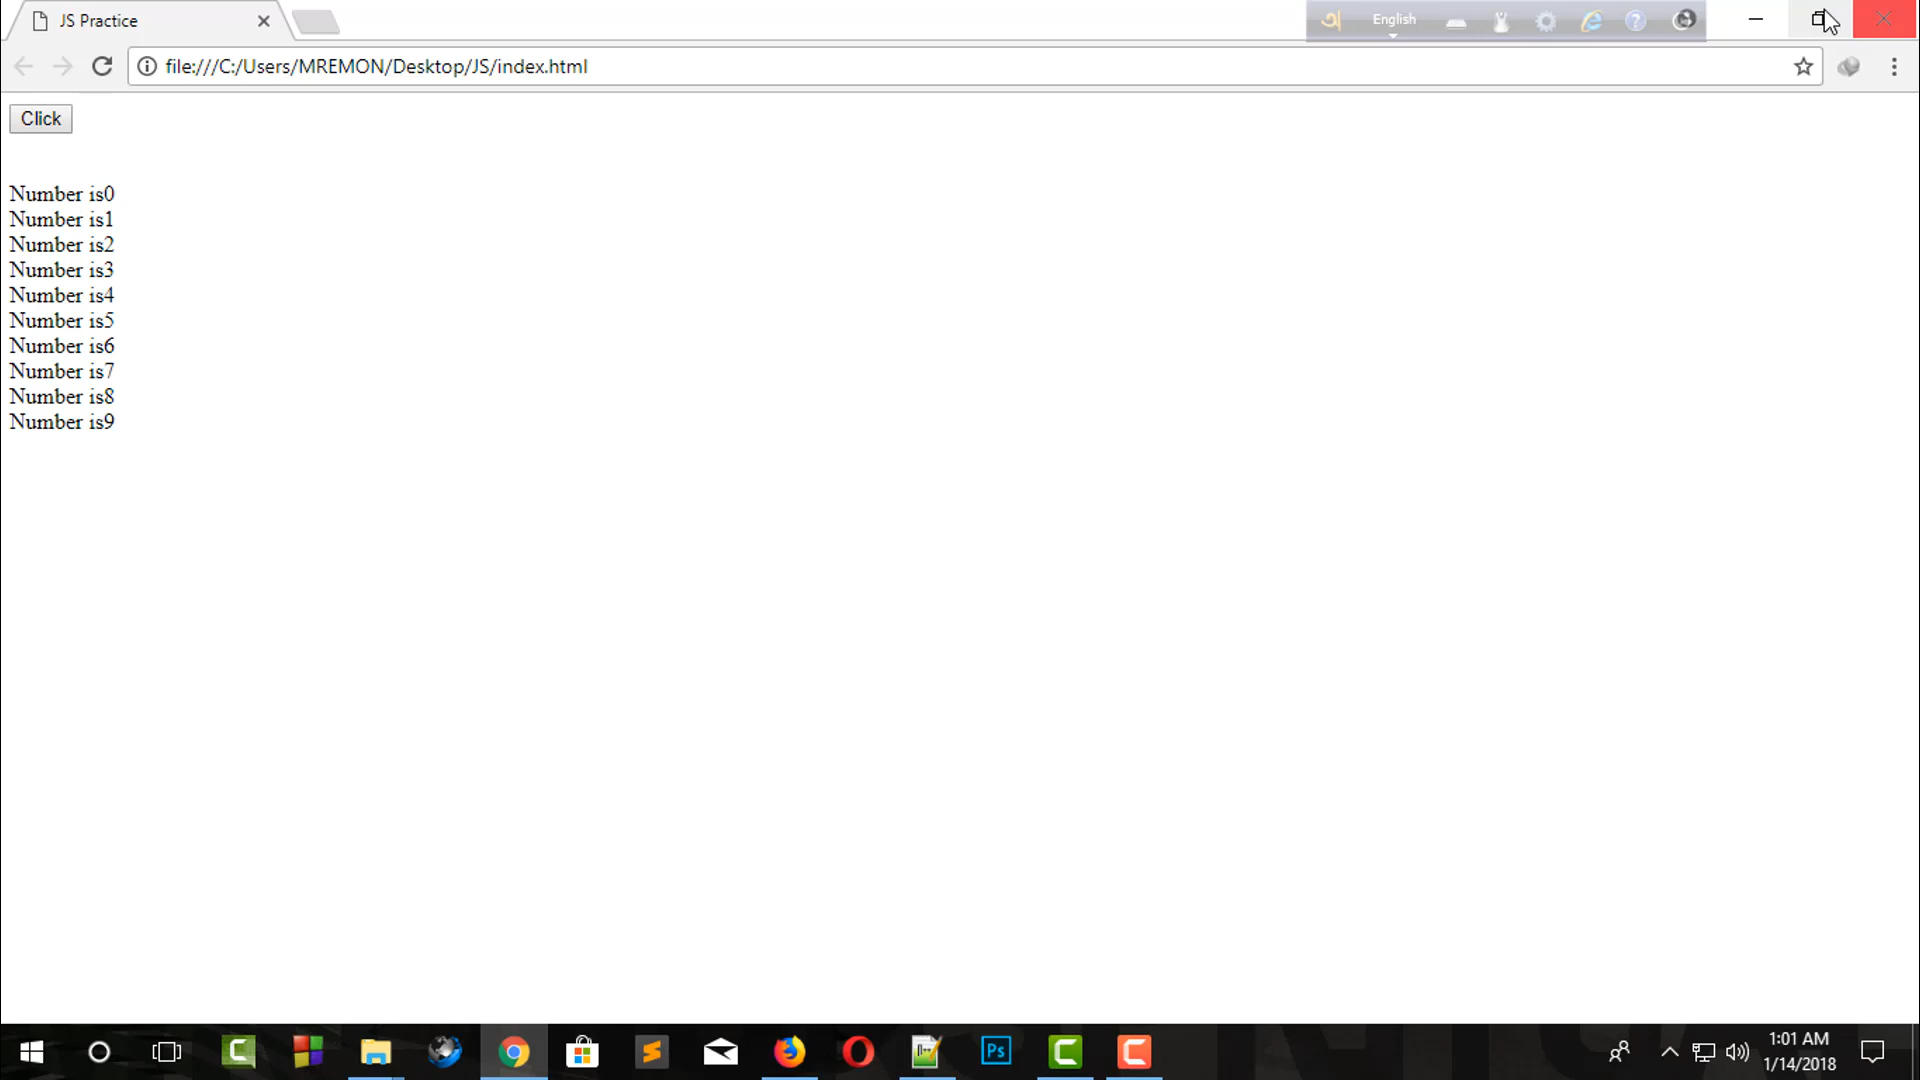 JS Practice
অ English
file:///C:/Users/MREMON/Desktop/JS/index.html
Click
Number is0
Number is1
Number is2
Number is3
Number is4
Number is5
Number is6
Number is7
Number is8
Number is9
Ps
1:01 AM
1/14/2018